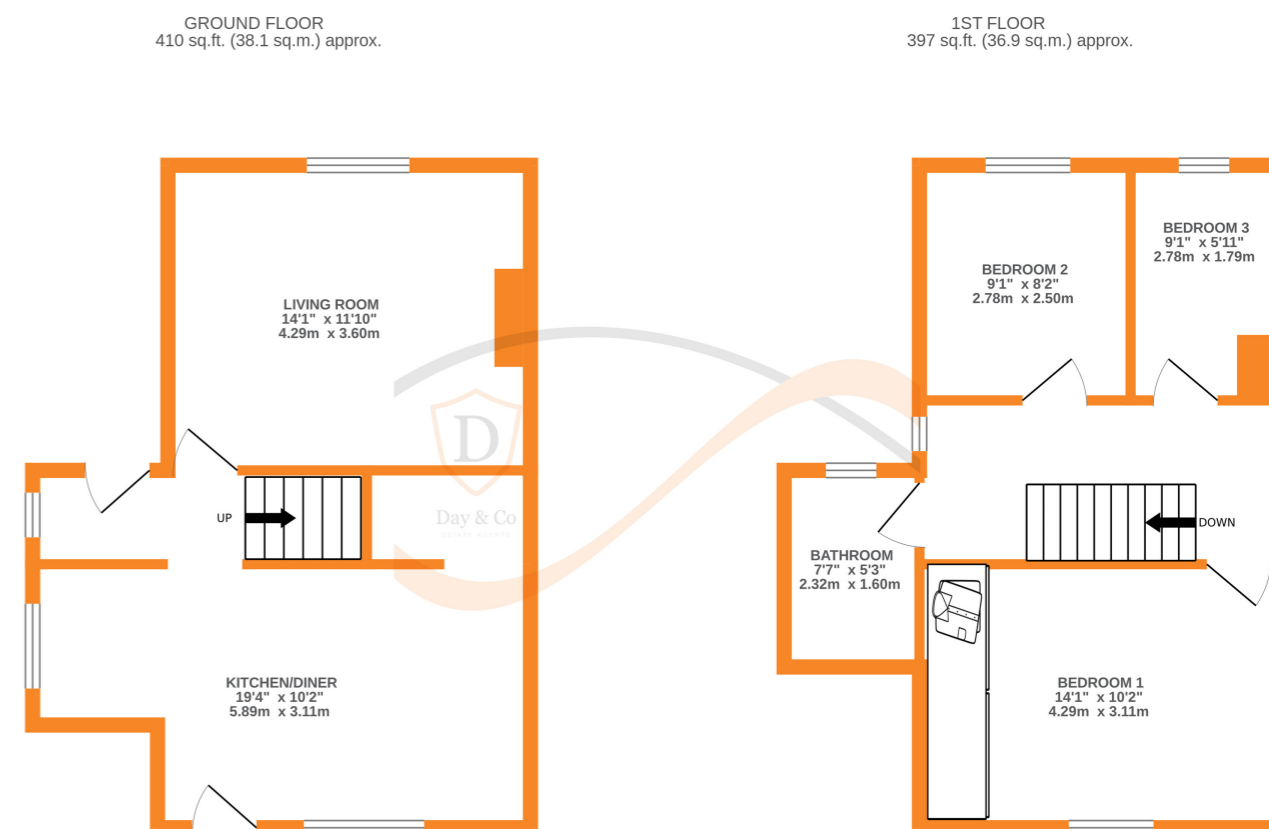 GROUND FLOOR
410 sq.ft. (38.1 sq.m.) approx.
1ST FLOOR
397 sq.ft. (36.9 sq.m.) approx.
LIVING ROOM
14'1" x 11'10"
4.29m x 3.60m
UP
KITCHEN/DINER
19'4" x 10'2"
5.89m x 3.11m
D
Day & Co
ESTATE AGENTS
BEDROOM 2
9'1" x 8'2"
2.78m x 2.50m
BEDROOM 3
9'1" x 5'11"
2.78m x 1.79m
BATHROOM
7'7" x 5'3"
2.32m x 1.60m
DOWN
BEDROOM 1
14'1" x 10'2"
4.29m x 3.11m